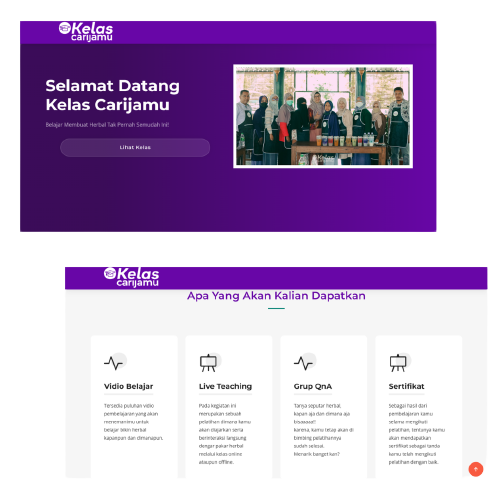 Kelas
carijamu
Selamat Datang
Kelas Carijamu
Belajar Membuat Herbal Tak Pernah Semudah Ini!
Lihat Kelas
Kelas
carijamu
Apa Yang Akan Kalian Dapatkan
Vidio Belajar
Tersedia puluhan vidio
pembelajaran yang akan
menemanimu untuk
belajar lebih herbal
kapanpun dan dimanapun.
Live Teaching
Pada kegiatan ini
merupakan sebuah
pelatihan dimana kamu
akan diajarkan serta
berinteraksi langsung
dengan pakar herbal
melalui kelas online
ataupun offline.
Grup QnA
Tanya seputar herbal,
kapan aja dan dimana aja
bisaaaaa!!
karena, kamu tetap akan di
bimbing pelatihannya
sudah selesai.
Menarik banget kan?
Sertifikat
Sebagai hasil dari
pembelajaran kamu
selama mengikuti
pelatihan, tentunya kamu
akan mendapatkan
sertifikat sebagai tanda
kamu telah mengikuti
pelatihan dengan baik.